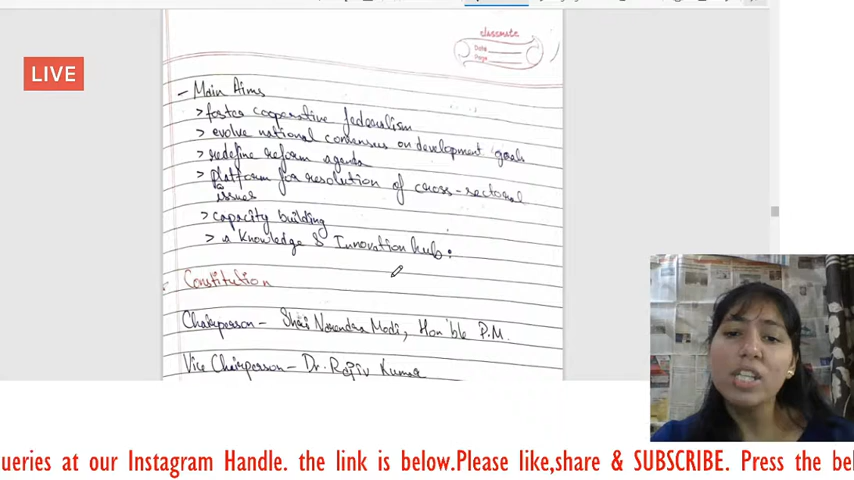 LIVE
classmate
Date
Page
- Main Aims
> foster cooperative federalism
> evolve national consensus on development goals
> redefine reform agenda
> platform for resolution of cross-sectoral
issues
> capacity building
> a Knowledge & Innovation hub:
Constitution
Chairperson - Shri Narendra Modi, Hon'ble P.M.
Vice Chairperson - Dr. Rajiv Kumar
ueries at our Instagram Handle. the link is below.Please like,share & SUBSCRIBE. Press the bel